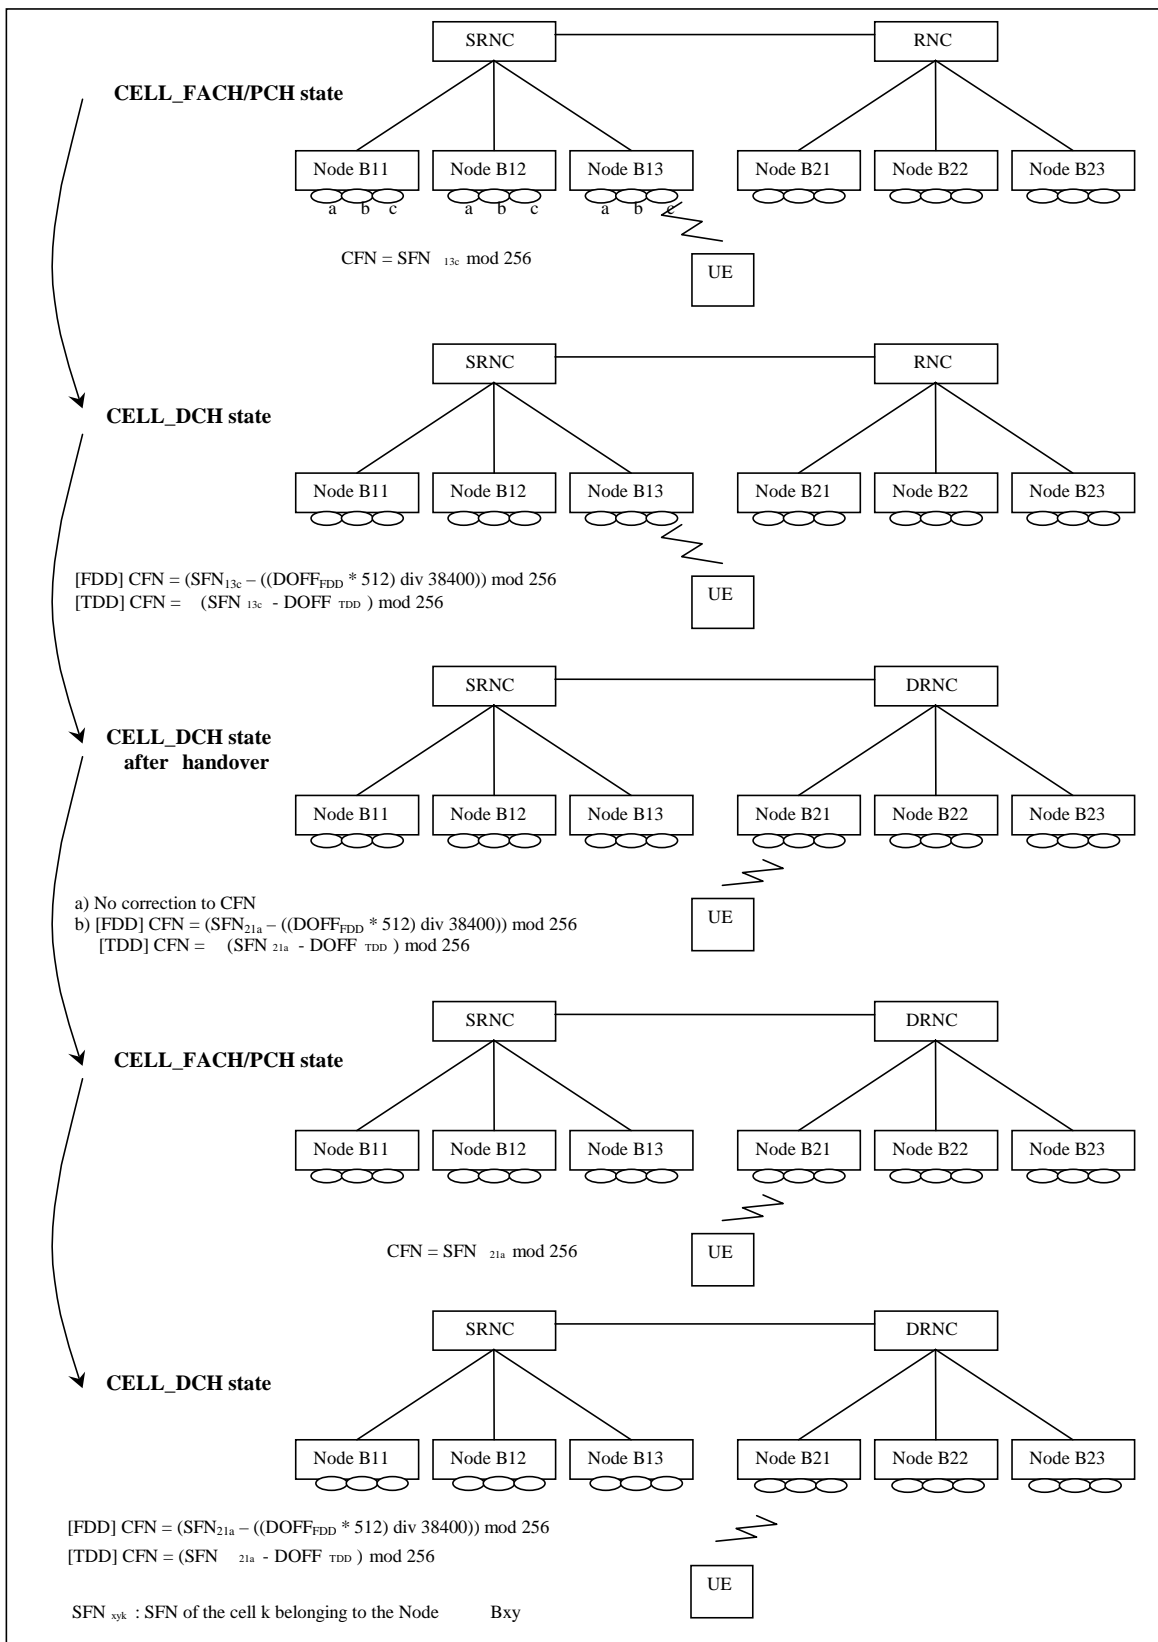 SRNC RNC
CELL_FACH/PCH state
Node B11 Node B12 Node B13 Node B21 Node B22 Node B23
a b c a b c a b c
CFN = SFN 13c mod 256
UE
SRNC RNC
CELL_DCH state
Node B11 Node B12 Node B13 Node B21 Node B22 Node B23
[FDD] CFN = (SFN13c – ((DOFFFDD * 512) div 38400)) mod 256
[TDD] CFN = (SFN 13c - DOFF TDD ) mod 256
UE
SRNC DRNC
CELL_DCH state
after handover
Node B11 Node B12 Node B13 Node B21 Node B22 Node B23
a) No correction to CFN
b) [FDD] CFN = (SFN21a – ((DOFFFDD * 512) div 38400)) mod 256
[TDD] CFN = (SFN 21a - DOFF TDD ) mod 256
UE
SRNC DRNC
CELL_FACH/PCH state
Node B11 Node B12 Node B13 Node B21 Node B22 Node B23
CFN = SFN 21a mod 256
UE
SRNC DRNC
CELL_DCH state
Node B11 Node B12 Node B13 Node B21 Node B22 Node B23
[FDD] CFN = (SFN21a – ((DOFFFDD * 512) div 38400)) mod 256
[TDD] CFN = (SFN 21a - DOFF TDD ) mod 256
UE
SFN xyk : SFN of the cell k belonging to the Node Bxy